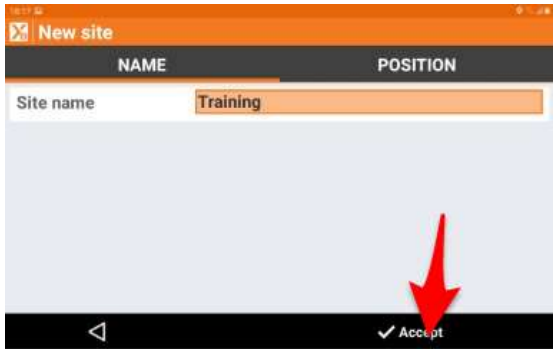 New site
NAME
POSITION
Site name
Training
Accept